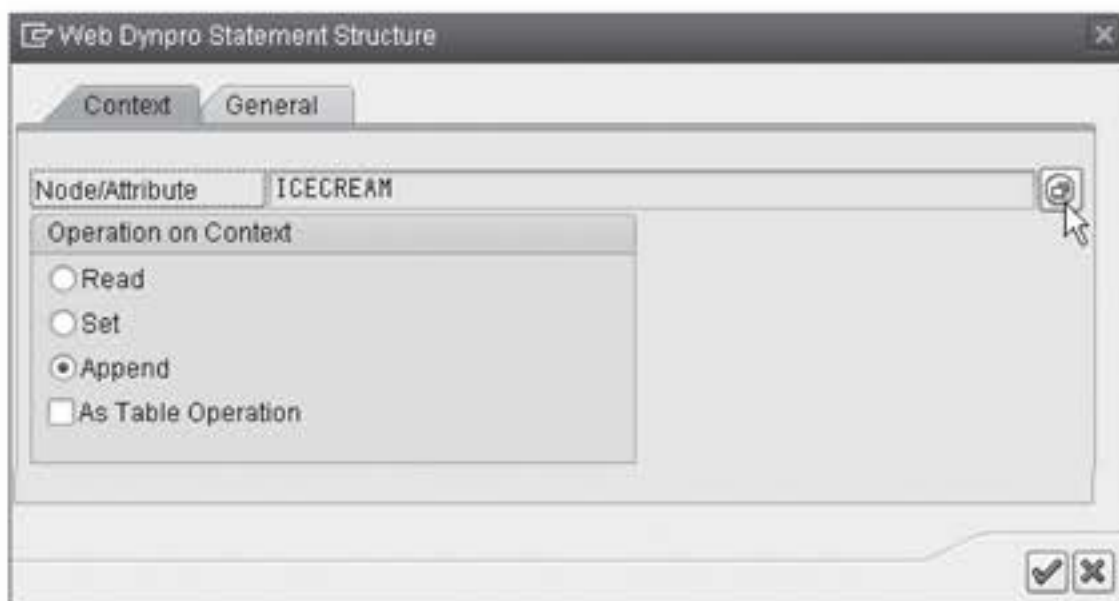 Web Dynpro Statement Structure
Context General
Node/Attribute ICECREAM
Operation on Context
Read
Set
Append
As Table Operation